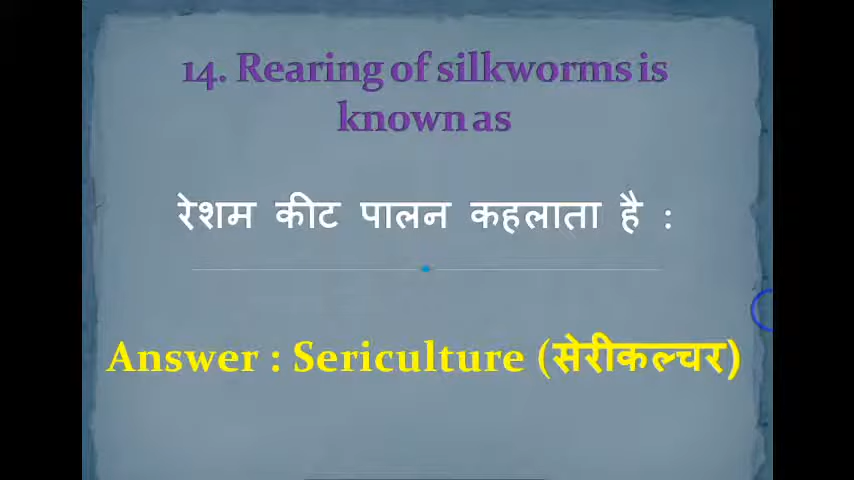 14. Rearing of silkworms is
known as
रेशम कीट पालन कहलाता है :
Answer : Sericulture (सेरीकल्चर)